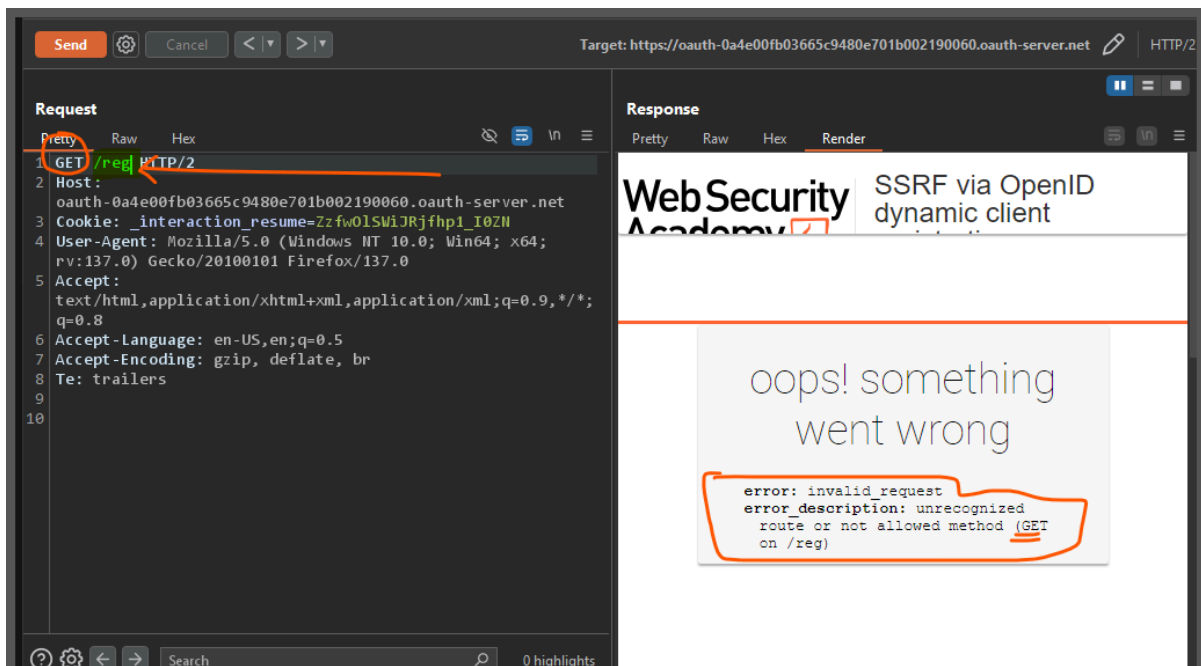 Send
Cancel
<
>
Target: https://oauth-0a4e00fb03665c9480e701b002190060.oauth-server.net
HTTP/2
Request
Pretty Raw Hex
\n
1 GET /reg HTTP/2
2 Host:
oauth-0a4e00fb03665c9480e701b002190060.oauth-server.net
3 Cookie: _interaction_resume=ZzfwOlSWiJRjfhp1_I0ZN
4 User-Agent: Mozilla/5.0 (Windows NT 10.0; Win64; x64;
rv:137.0) Gecko/20100101 Firefox/137.0
5 Accept:
text/html,application/xhtml+xml,application/xml;q=0.9,*/*;
q=0.8
6 Accept-Language: en-US,en;q=0.5
7 Accept-Encoding: gzip, deflate, br
8 Te: trailers
9
10
Search
0 highlights
Response
Pretty Raw Hex Render
\n
Web Security
Academy
SSRF via OpenID
dynamic client
oops! something
went wrong
error: invalid_request
error_description: unrecognized
route or not allowed method (GET
on /reg)